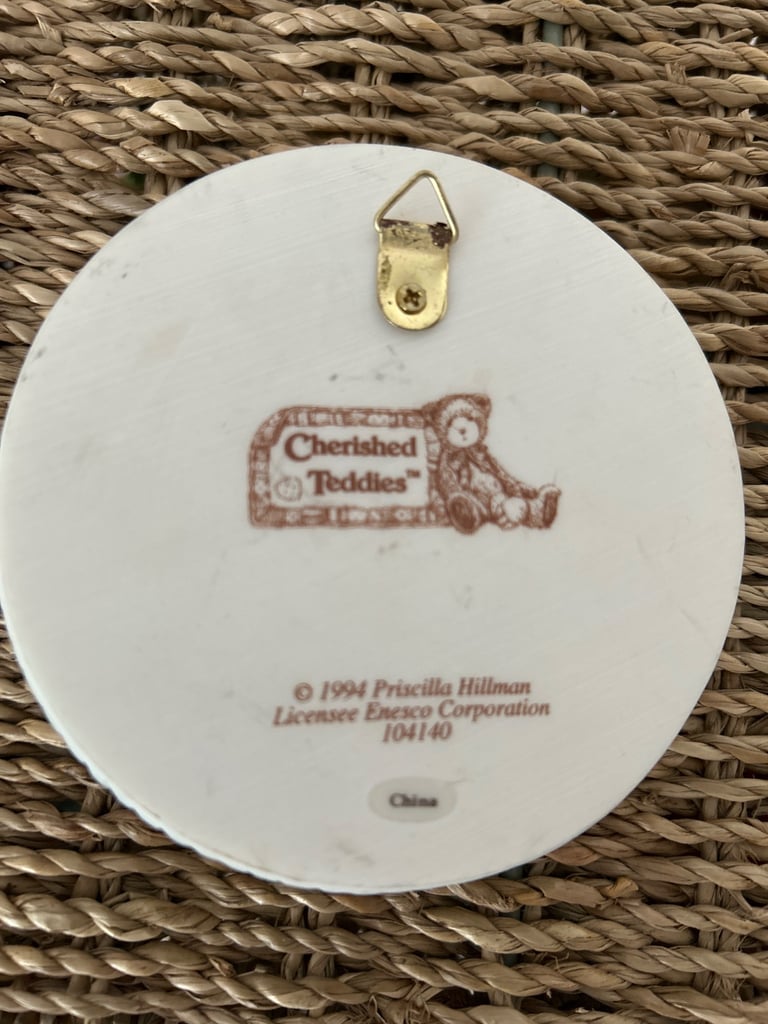 Cherished
Teddies™
© 1994 Priscilla Hillman
Licensee Enesco Corporation
104140
China